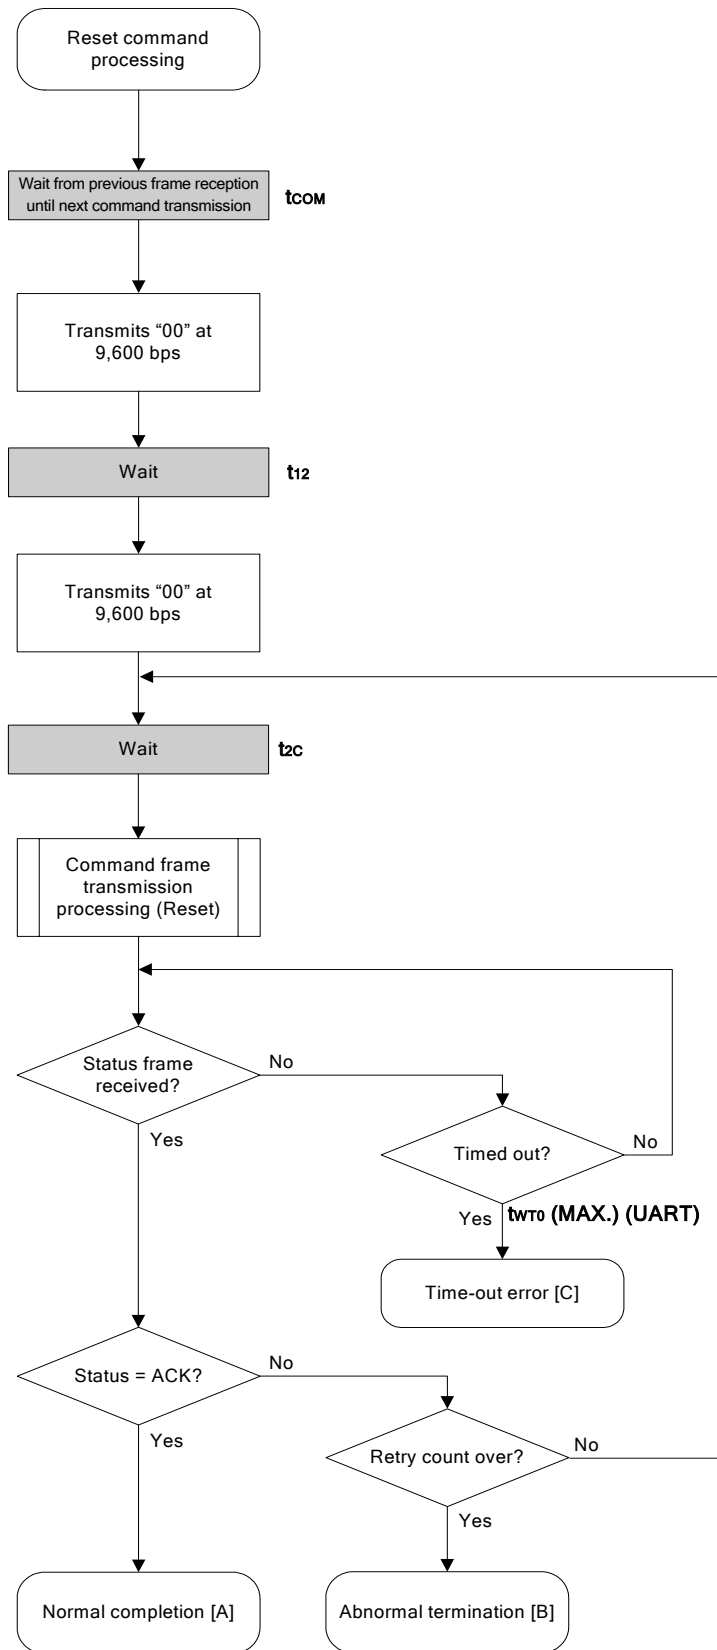 Reset command
processing
Wait from previous frame reception
until next command transmission
tCOM
Transmits “00” at
9,600 bps
Wait
t12
Transmits “00” at
9,600 bps
Wait
t2C
Command frame
transmission
processing (Reset)
Status frame
received?
No
Yes
Timed out?
No
Yes
tWT0 (MAX.) (UART)
Time-out error [C]
Status = ACK?
No
Yes
Retry count over?
No
Yes
Normal completion [A]
Abnormal termination [B]